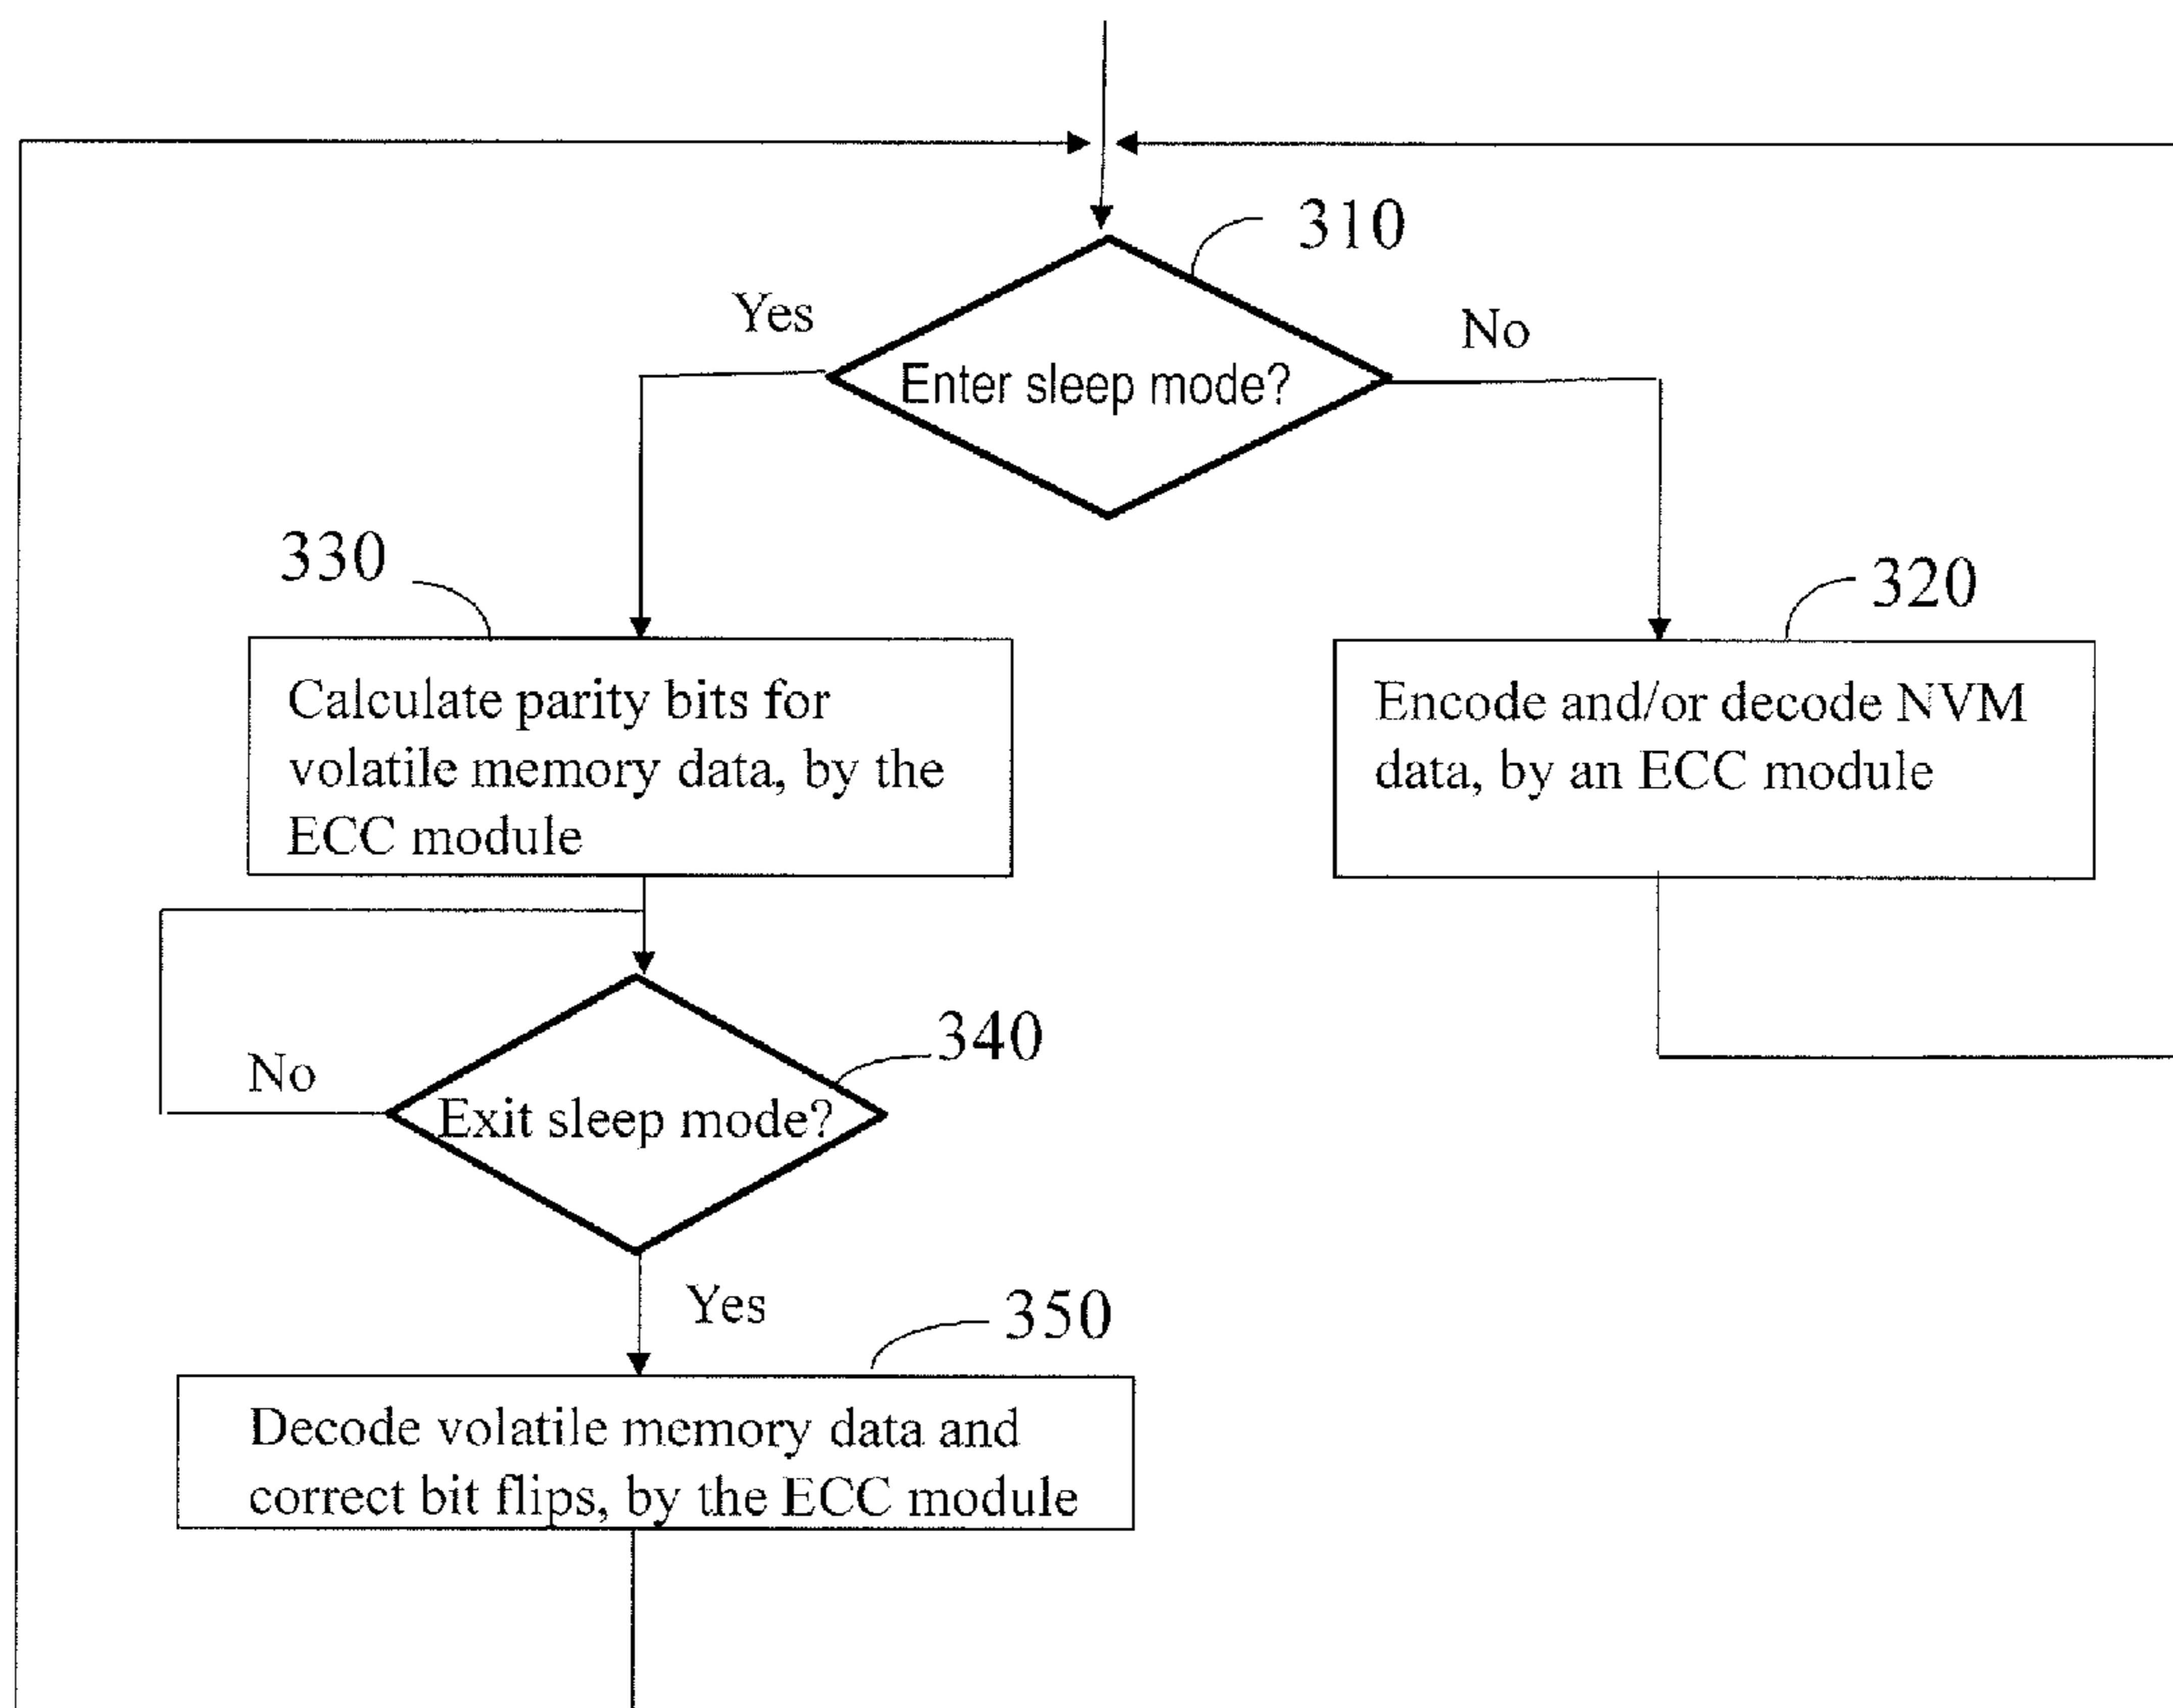 310
Yes
No
Enter sleep mode?
330
320
Calculate parity bits for
volatile memory data, by the
ECC module
Encode and/or decode NVM
data, by an ECC module
340
No
Exit sleep mode?
Yes
350
Decode volatile memory data and
correct bit flips, by the ECC module